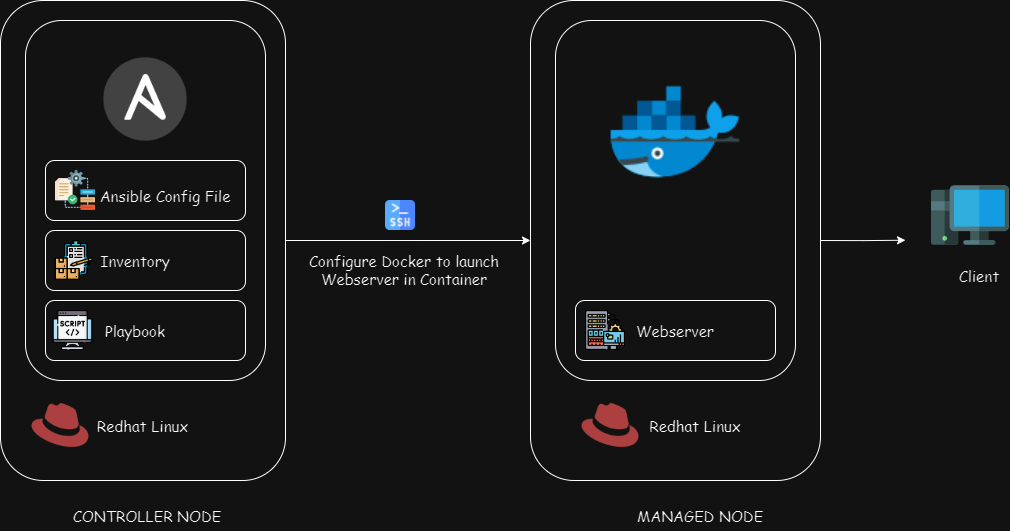 Ansible Config File
Inventory
SCRIPT
</>
Playbook
Redhat Linux
CONTROLLER NODE
>_
SSH
Configure Docker to launch
Webserver in Container
Webserver
Redhat Linux
MANAGED NODE
Client